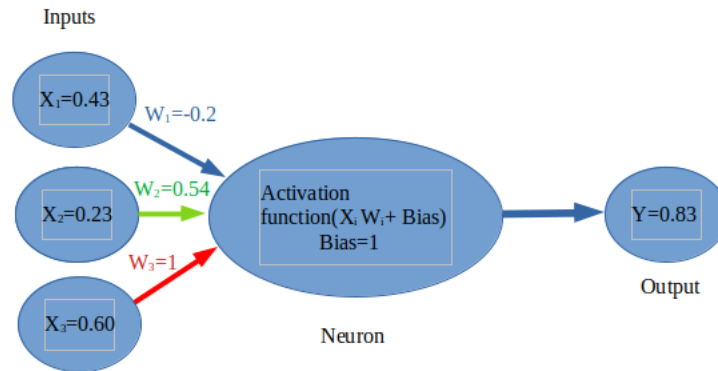 Inputs
X₁=0.43
W₁=-0.2
X₂=0.23
W₂=0.54
X₃=0.60
W₃=1
Activation
function(Xᵢ Wᵢ+ Bias)
Bias=1
Neuron
Y=0.83
Output